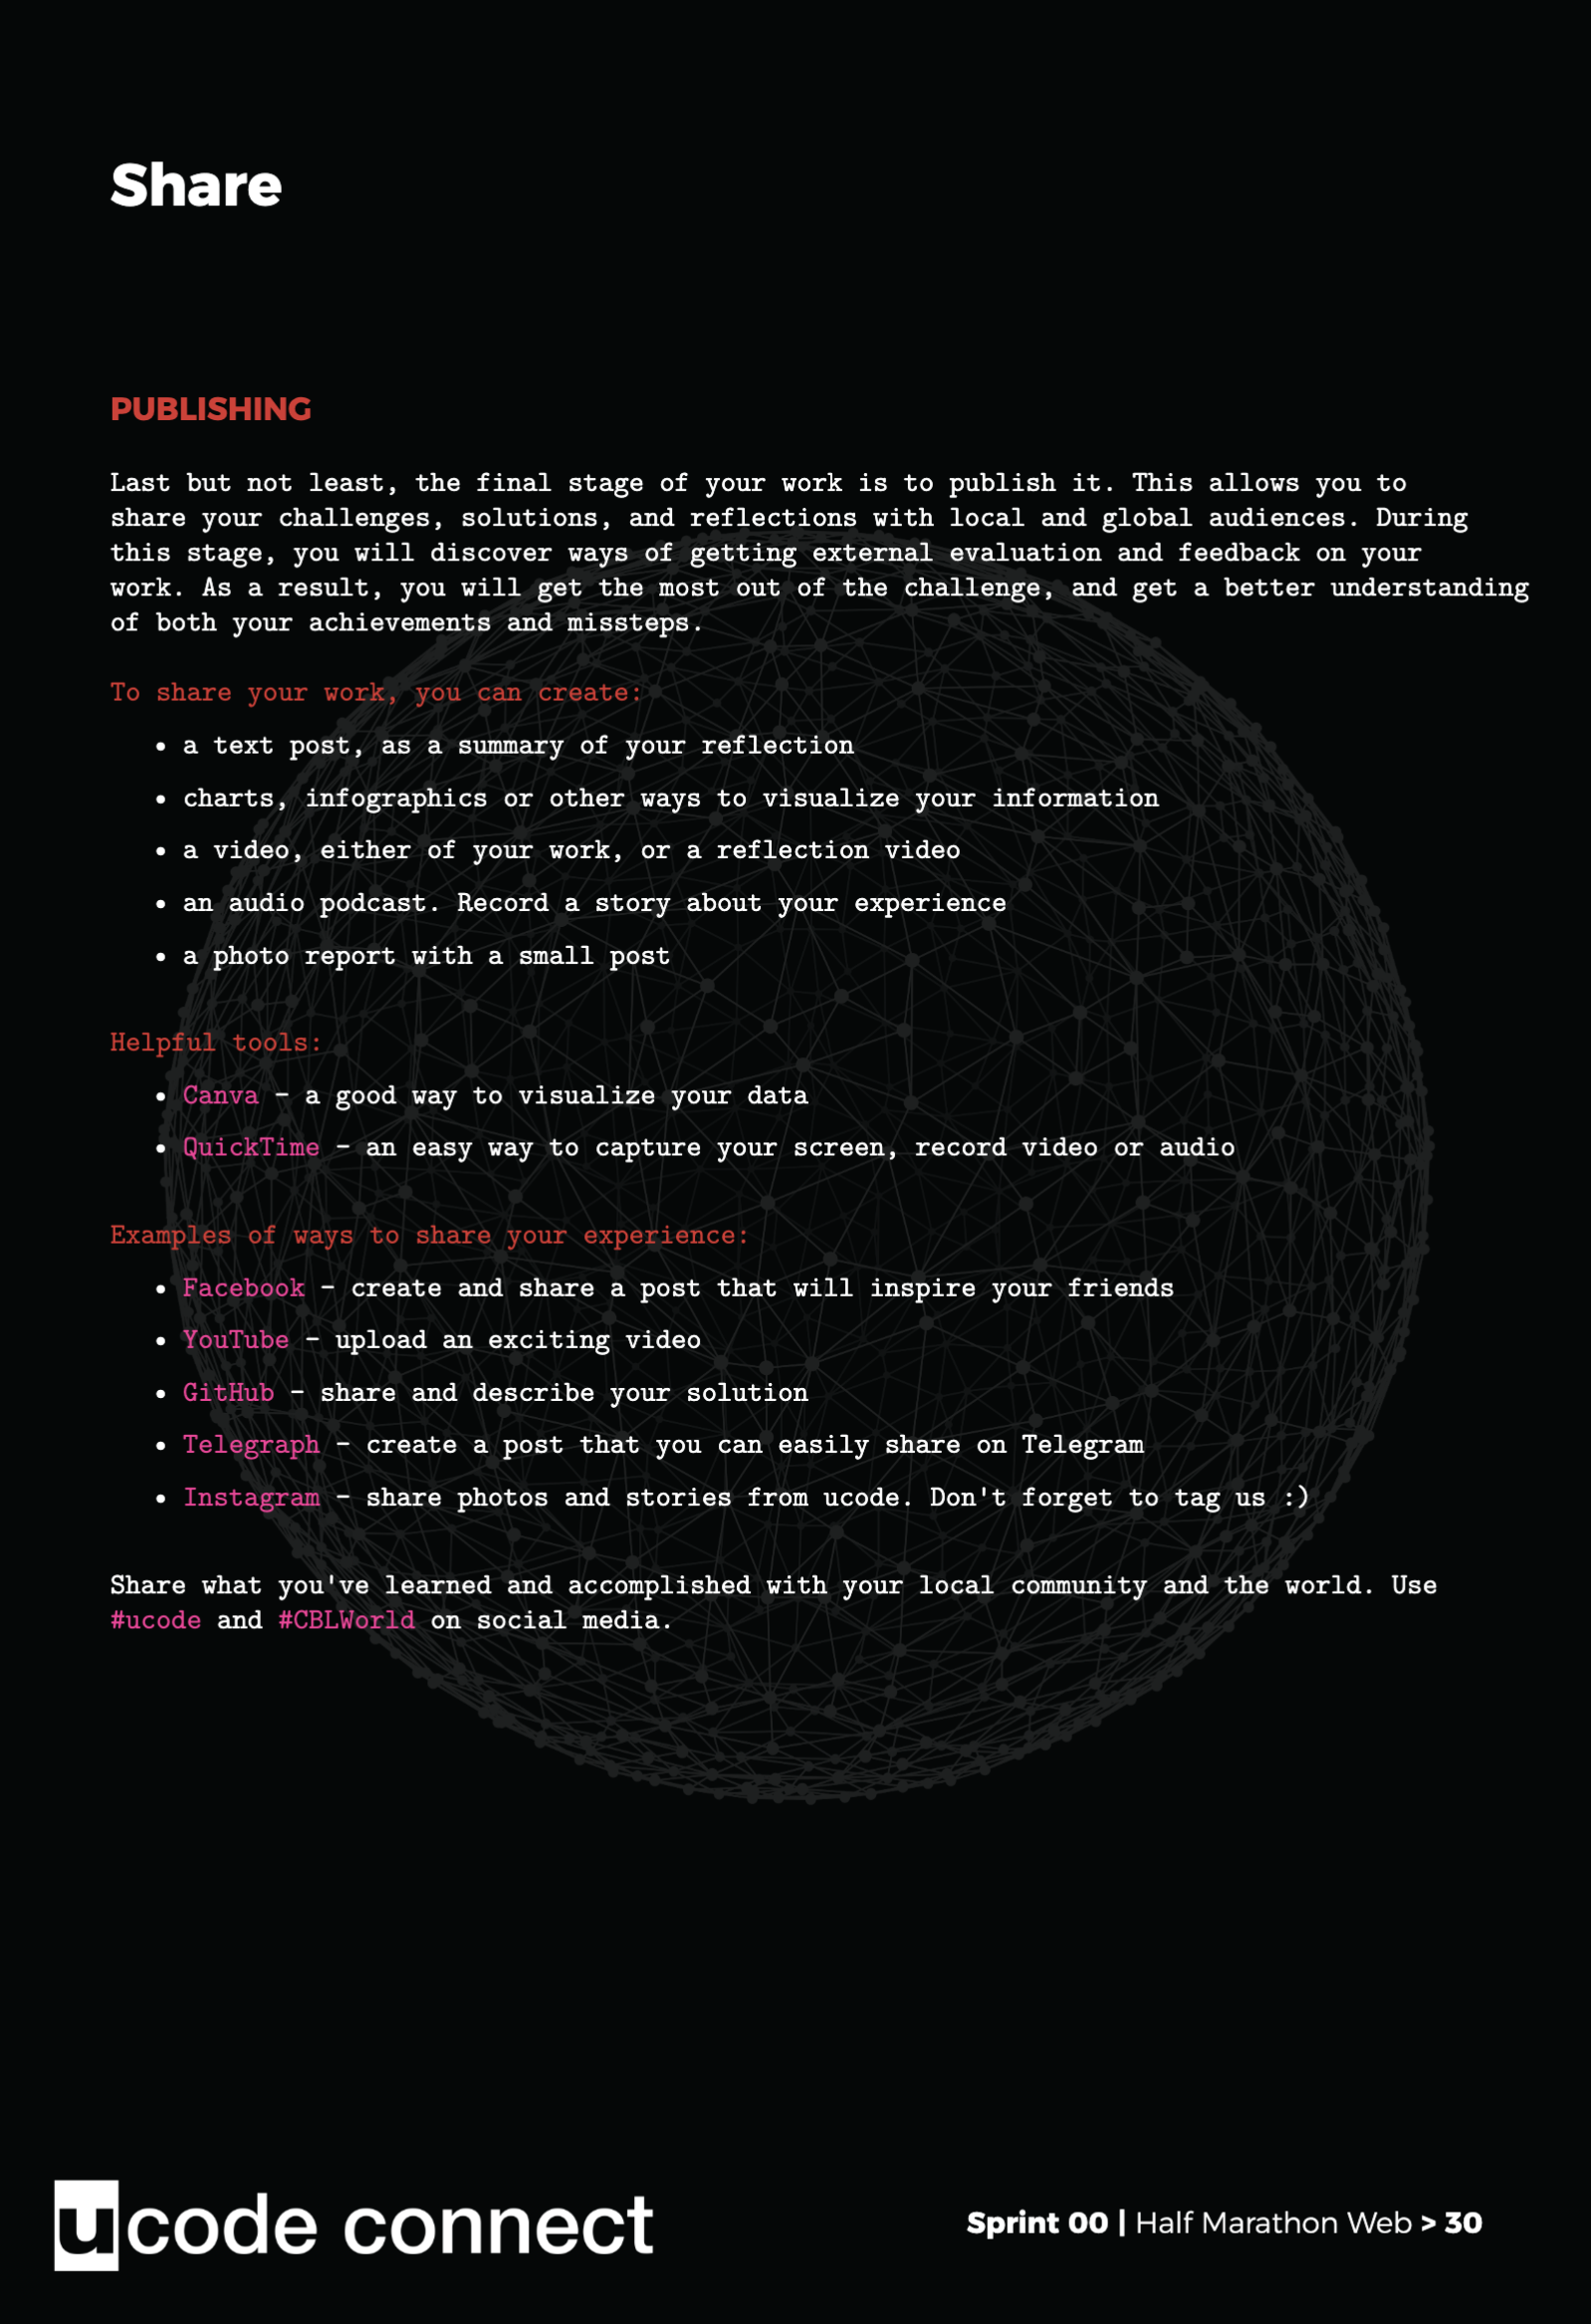 Share
PUBLISHING
Last but not least, the final stage of your work is to publish it. This allows you to
share your challenges, solutions, and reflections with local and global audiences. During
this stage, you will discover ways of getting external evaluation and feedback on your
work. As a result, you will get the most out of the challenge, and get a better understanding
of both your achievements and missteps.
To share your work, you can create:
• a text post, as a summary of your reflection
• charts, infographics or other ways to visualize your information
• a video, either of your work, or a reflection video
• an audio podcast. Record a story about your experience
• a photo report with a small post
Helpful tools:
• Canva – a good way to visualize your data
• QuickTime – an easy way to capture your screen, record video or audio
Examples of ways to share your experience:
• Facebook – create and share a post that will inspire your friends
• YouTube – upload an exciting video
• GitHub – share and describe your solution
• Telegraph – create a post that you can easily share on Telegram
• Instagram – share photos and stories from ucode. Don't forget to tag us :)
Share what you've learned and accomplished with your local community and the world. Use
#ucode and #CBLWorld on social media.
ucode connect
Sprint 00 | Half Marathon Web > 30